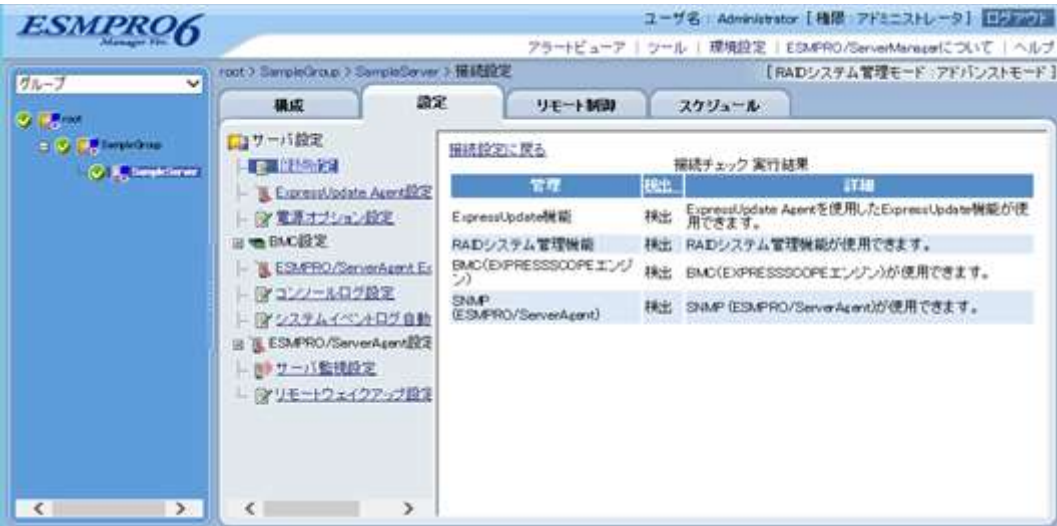 ESMPRO6
Manager Ver.
ユーザ名 : Administrator [ 権限 : アドミニストレータ ] ログアウト
アラートビューア | ツール | 環境設定 | ESMPRO/ServerManagerについて | ヘルプ
グループ
root
SampleGroup
SampleServer
root > SampleGroup > SampleServer > 接続設定
[ RAIDシステム管理モード : アドバンストモード ]
構成
設定
リモート制御
スケジュール
サーバ設定
接続設定
ExpressUpdate Agent設定
電源オプション設定
BMC設定
ESMPRO/ServerAgent Ex
コンソールログ設定
システムイベントログ自動
ESMPRO/ServerAgent設定
サーバ監視設定
リモートウェイクアップ設定
接続設定に戻る
接続チェック 実行結果
管理 検出 詳細
ExpressUpdate機能 検出 ExpressUpdate Agentを使用したExpressUpdate機能が使
用できます。
RAIDシステム管理機能 検出 RAIDシステム管理機能が使用できます。
BMC(EXPRESSSCOPEエンジ
ン) 検出 BMC(EXPRESSSCOPEエンジン)が使用できます。
SNMP
(ESMPRO/ServerAgent) 検出 SNMP (ESMPRO/ServerAgent)が使用できます。